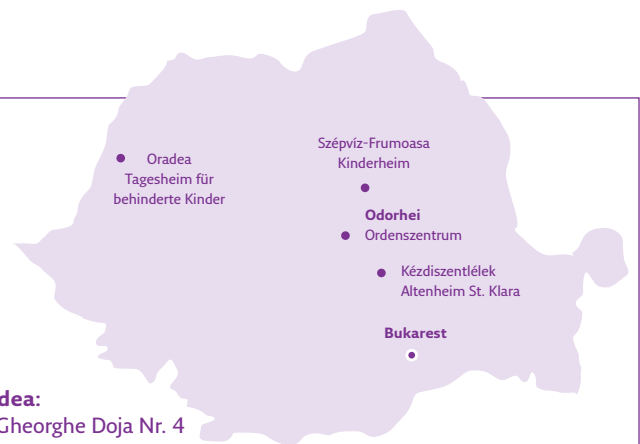 Szépvíz-Frumoasa
Kinderheim
Oradea
Tagesheim für
behinderte Kinder
Odorhei
Ordenszentrum
Kézdiszentlélek
Altenheim St. Klara
Bukarest
dea:
Gheorghe Doja Nr. 4